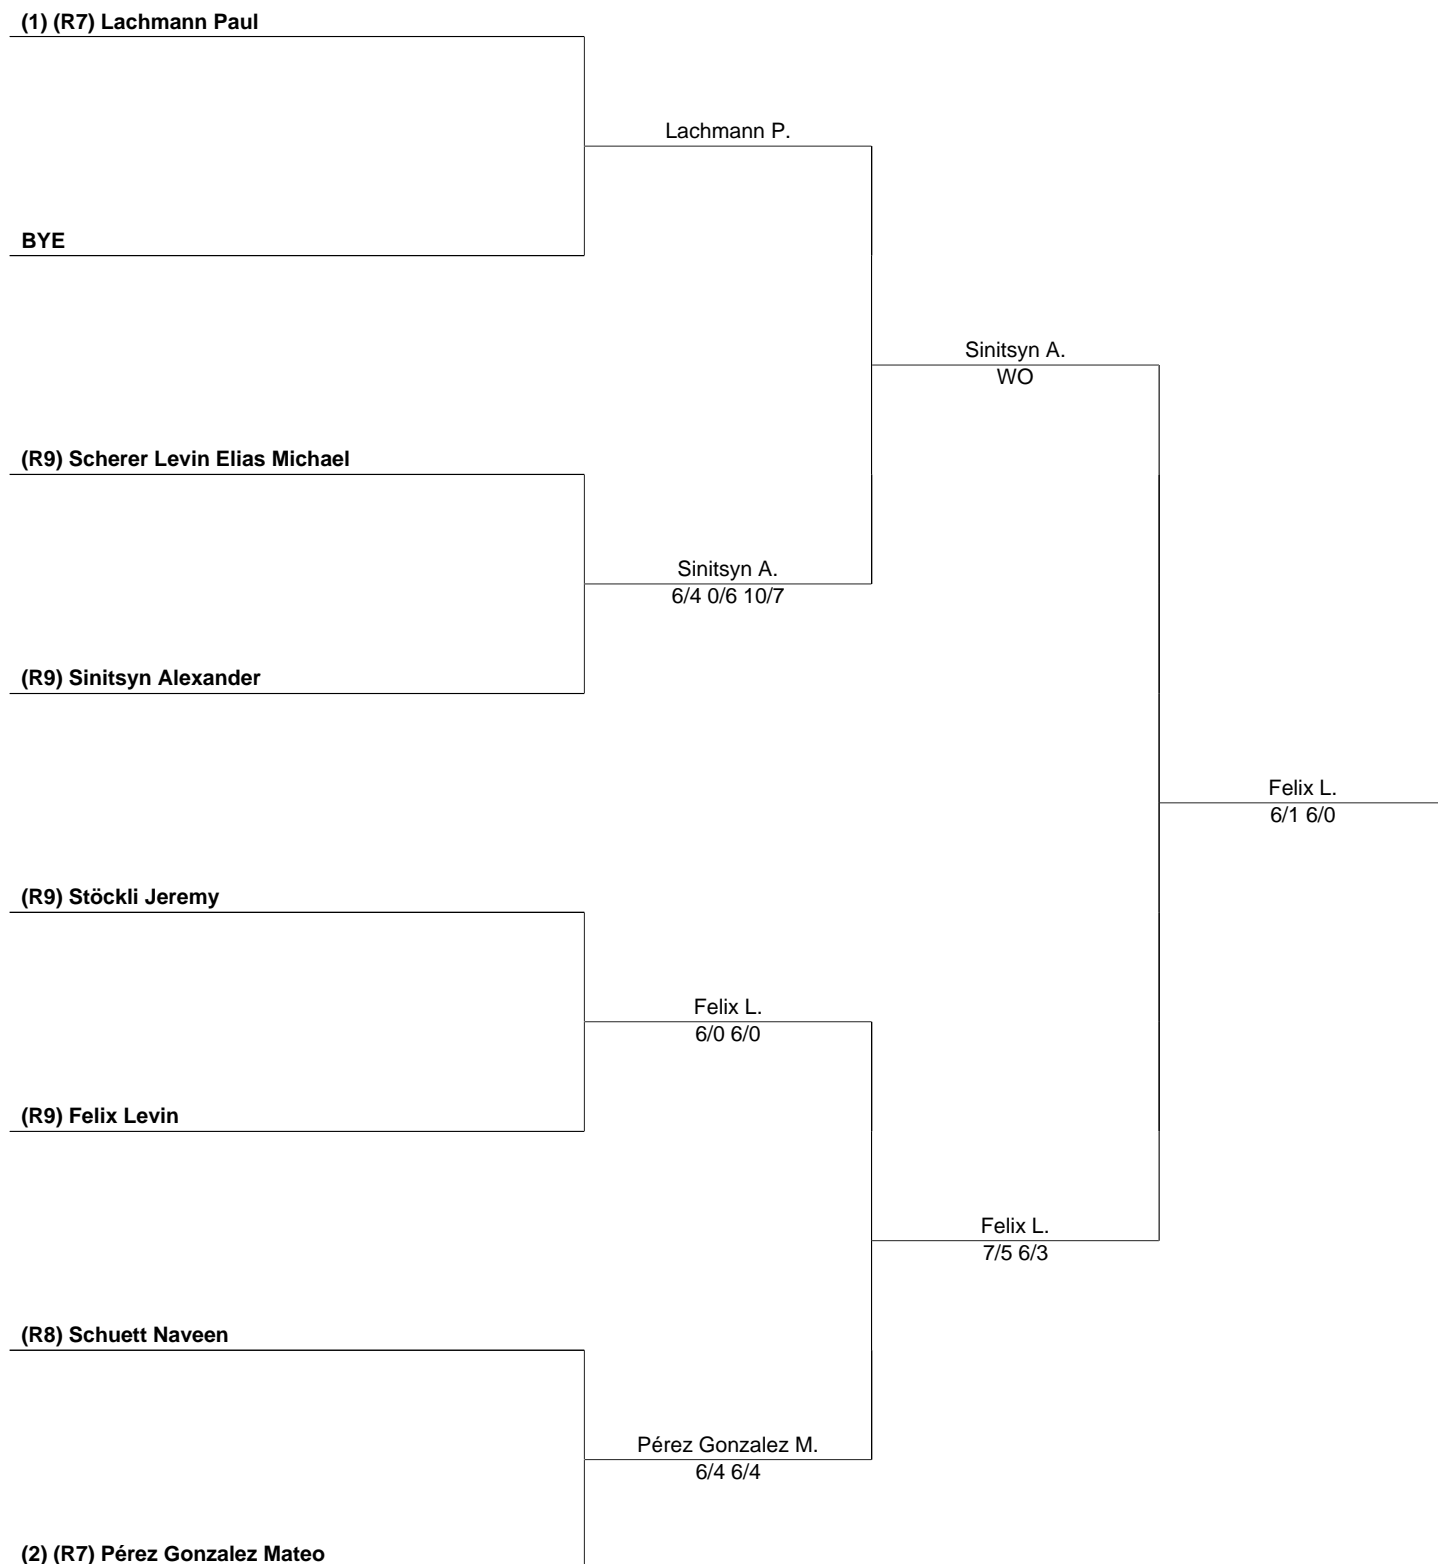 (1) (R7) Lachmann Paul
Lachmann P.
BYE
Sinitsyn A.
WO
(R9) Scherer Levin Elias Michael
Sinitsyn A.
6/4 0/6 10/7
(R9) Sinitsyn Alexander
Felix L.
6/1 6/0
(R9) Stöckli Jeremy
Felix L.
6/0 6/0
(R9) Felix Levin
Felix L.
7/5 6/3
(R8) Schuett Naveen
Pérez Gonzalez M.
6/4 6/4
(2) (R7) Pérez Gonzalez Mateo